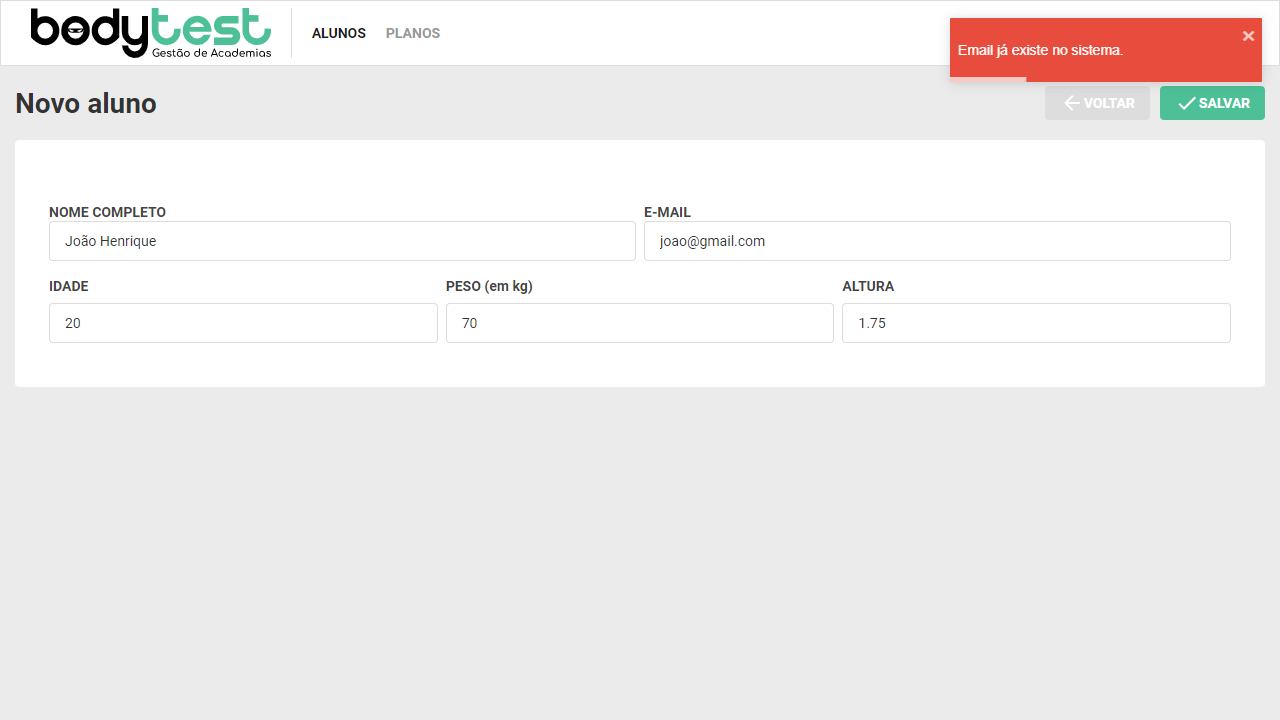 bodytest
Gestão de Academias
ALUNOS
PLANOS
Email já existe no sistema.
×
Novo aluno
VOLTAR
SALVAR
NOME COMPLETO
E-MAIL
João Henrique
joao@gmail.com
IDADE
PESO (em kg)
ALTURA
20
70
1.75